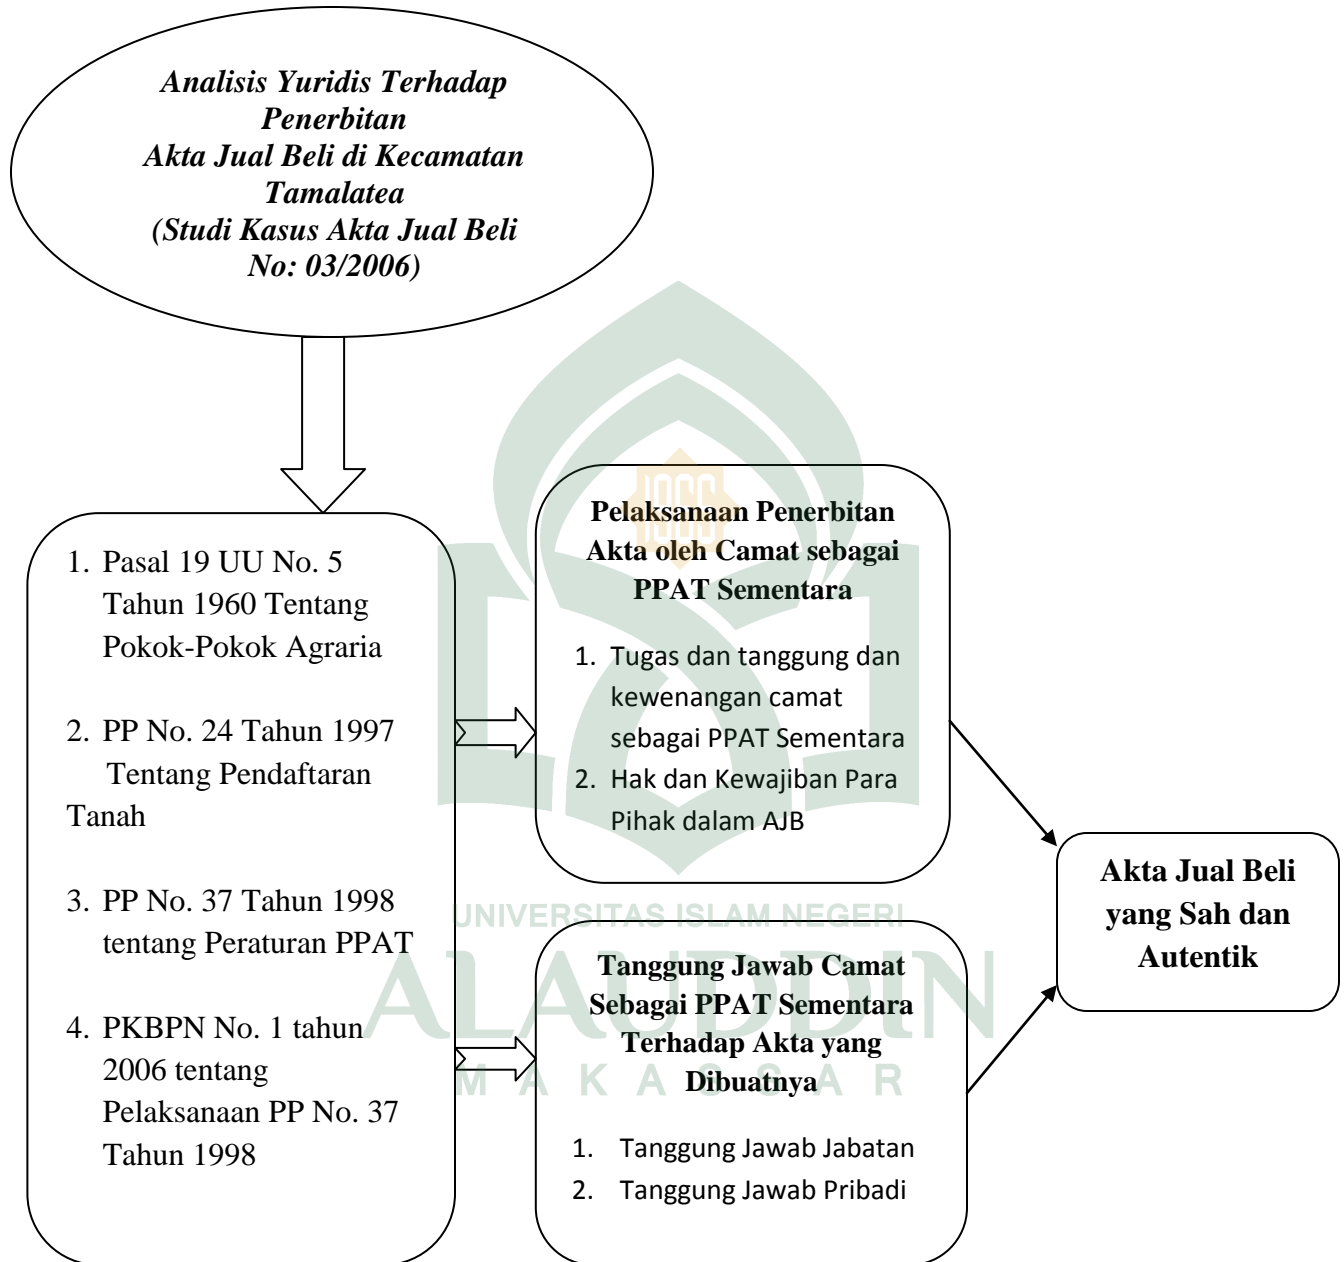 Analisis Yuridis Terhadap
Penerbitan
Akta Jual Beli di Kecamatan
Tamalatea
(Studi Kasus Akta Jual Beli
No: 03/2006)
1. Pasal 19 UU No. 5
Tahun 1960 Tentang
Pokok-Pokok Agraria
2. PP No. 24 Tahun 1997
Tentang Pendaftaran
Tanah
3. PP No. 37 Tahun 1998
tentang Peraturan PPAT
4. PKBPN No. 1 tahun
2006 tentang
Pelaksanaan PP No. 37
Tahun 1998
Pelaksanaan Penerbitan
Akta oleh Camat sebagai
PPAT Sementara
1. Tugas dan tanggung dan
kewenangan camat
sebagai PPAT Sementara
2. Hak dan Kewajiban Para
Pihak dalam AJB
Tanggung Jawab Camat
Sebagai PPAT Sementara
Terhadap Akta yang
Dibuatnya
1. Tanggung Jawab Jabatan
2. Tanggung Jawab Pribadi
Akta Jual Beli
yang Sah dan
Autentik
UNIVERSITAS ISLAM NEGERI
ALAUDDIN
MAKASSAR